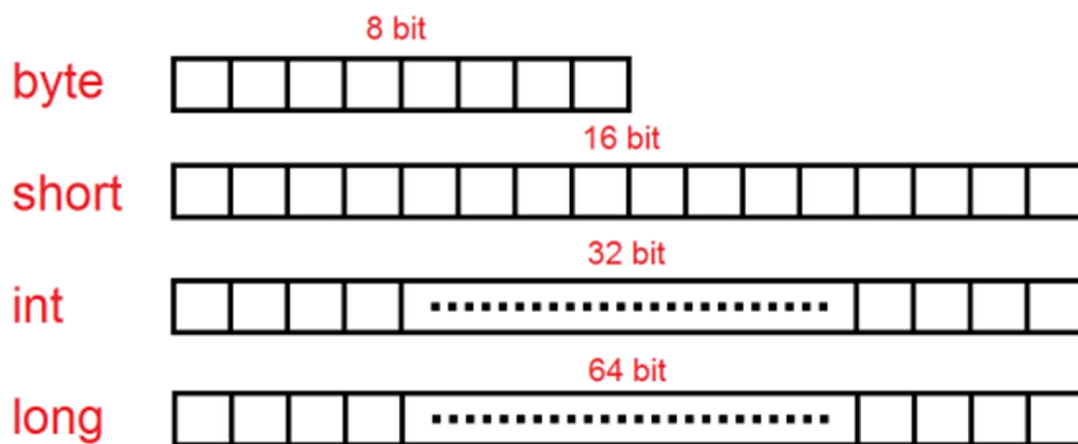 8 bit
byte
16 bit
short
32 bit
int
64 bit
long